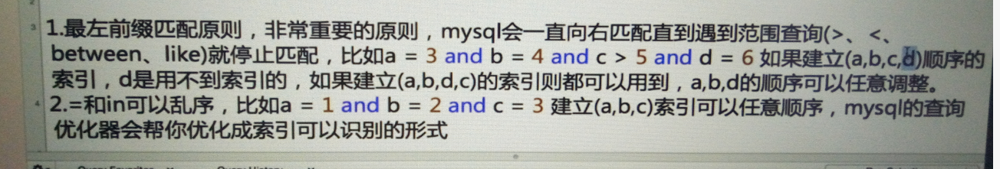 2
3 1.最左前缀匹配原则，非常重要的原则，mysql会一直向右匹配直到遇到范围查询(>、<、
between、like)就停止匹配，比如a = 3 and b = 4 and c > 5 and d = 6 如果建立(a,b,c,d)顺序的
索引，d是用不到索引的，如果建立(a,b,d,c)的索引则都可以用到，a,b,d的顺序可以任意调整。
4 2.=和in可以乱序，比如a = 1 and b = 2 and c = 3 建立(a,b,c)索引可以任意顺序，mysql的查询
优化器会帮你优化成索引可以识别的形式
Query Favorites Query History